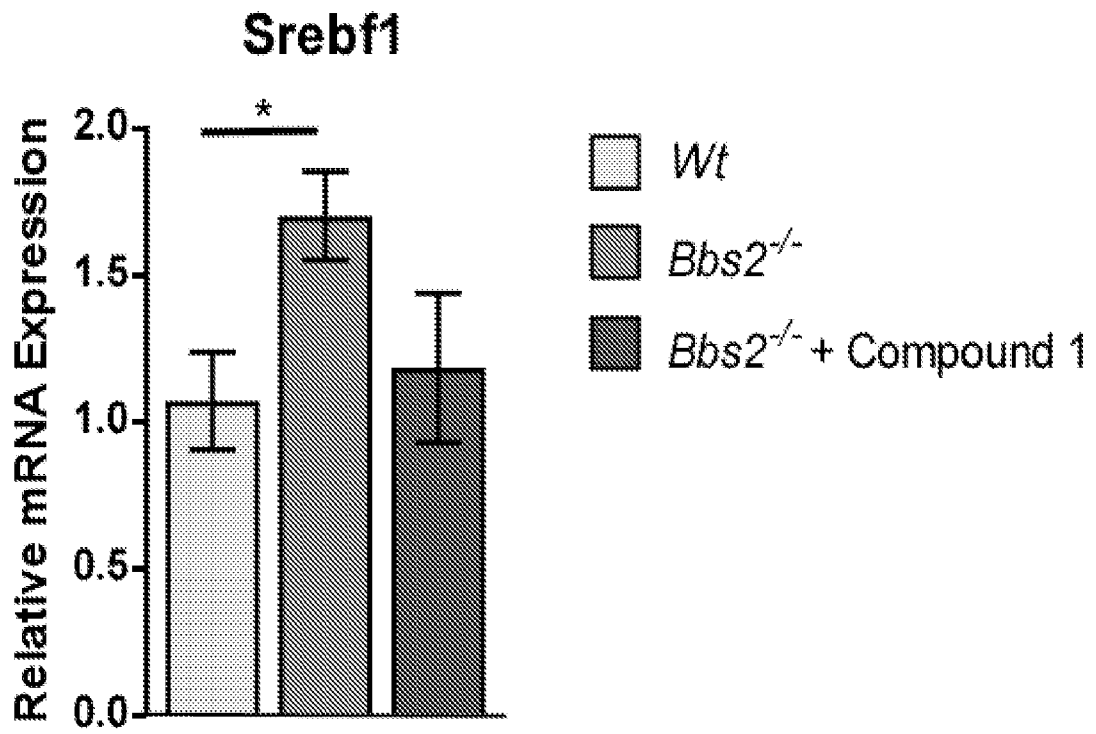 Srebf1
*
Relative mRNA Expression
2.0
1.5
1.0
0.5
0.0
Wt
Bbs2-/-
Bbs2-/- + Compound 1